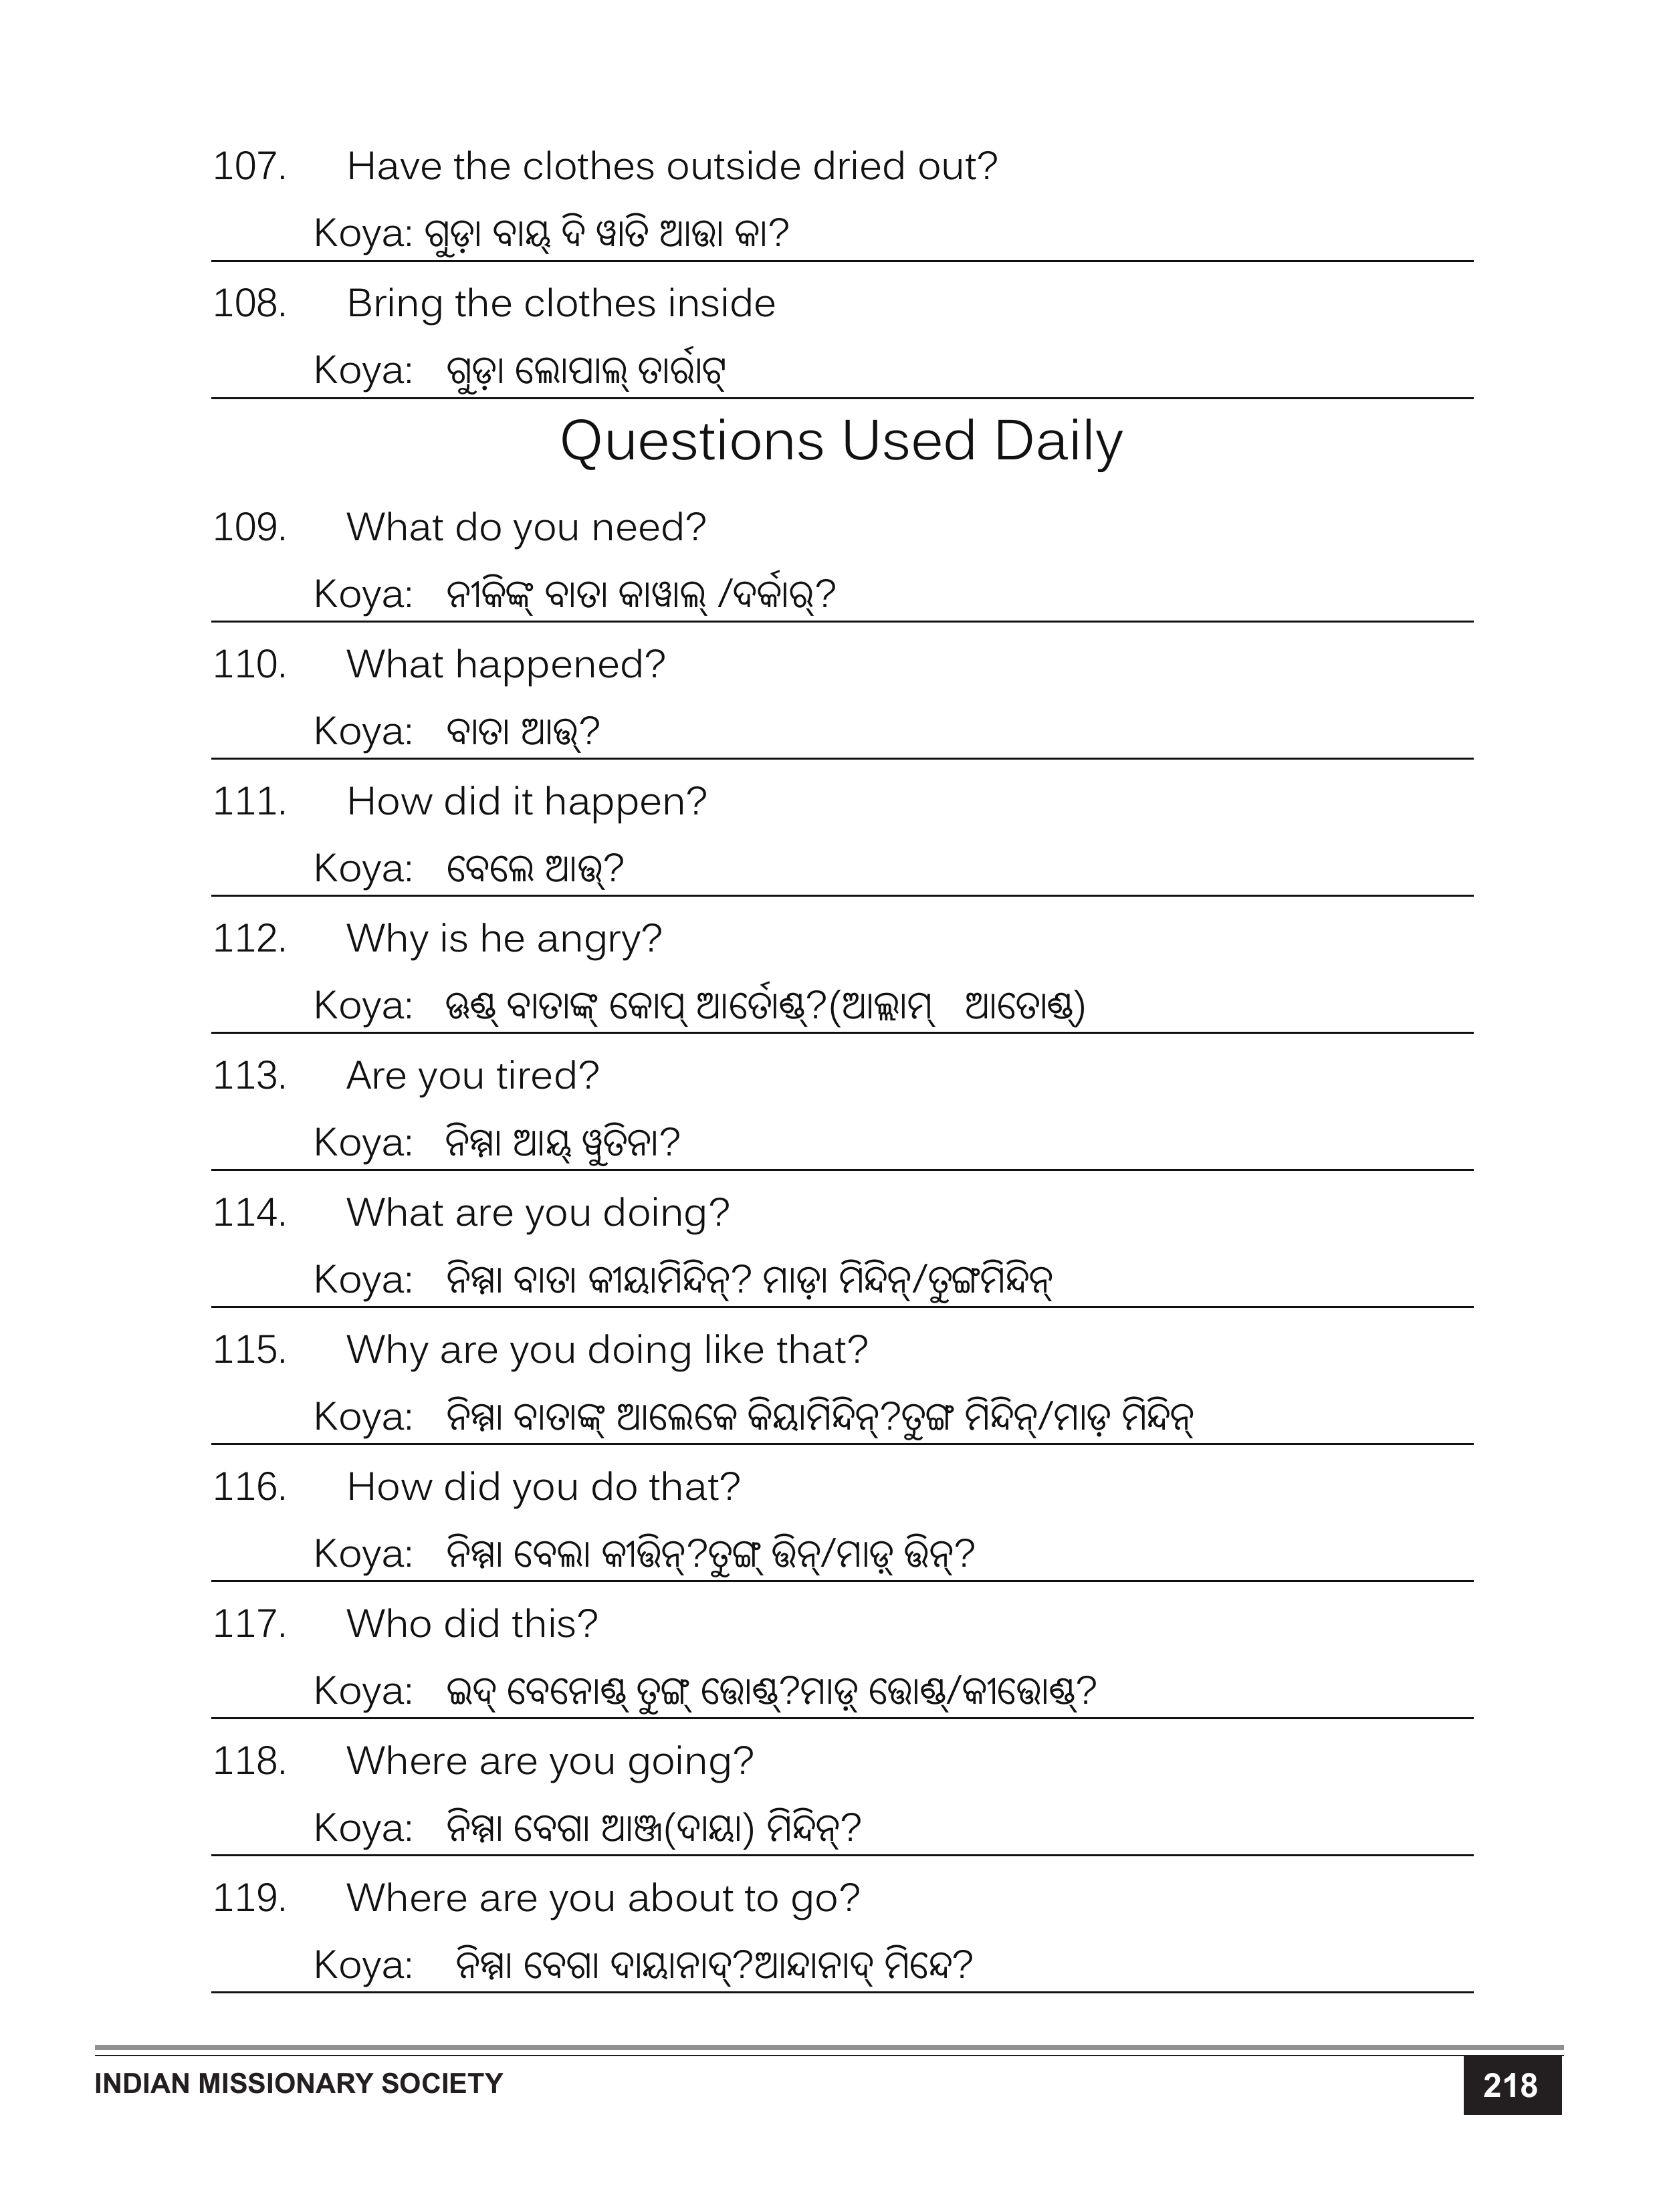 107. Have the clothes outside dried out?
Koya: ଗୁଡ଼ା ବାୟ୍ ଦି ୱାତି ଆତ୍ତା କା?
108. Bring the clothes inside
Koya: ଗୁଡ଼ା ଲୋପାଲ୍ ତାର୍ରାଟ୍
Questions Used Daily
109. What do you need?
Koya: ନୀକିଙ୍କ୍ ବାତା କାୱାଲ୍ /ଦର୍କାର୍?
110. What happened?
Koya: ବାତା ଆତ୍ତ୍?
111. How did it happen?
Koya: ବେଲେ ଆତ୍ତ୍?
112. Why is he angry?
Koya: ଊଣ୍ଡ୍ ବାତାଙ୍କ୍ କୋପ୍ ଆର୍ତୋଣ୍ଡ୍?(ଆଲ୍ଲାମ୍ ଆତୋଣ୍ଡ୍)
113. Are you tired?
Koya: ନିମ୍ମା ଆୟ୍ ୱୁତିନା?
114. What are you doing?
Koya: ନିମ୍ମା ବାତା କୀୟାମିନ୍ଦିନ୍? ମାଡ଼ା ମିନ୍ଦିନ୍/ତୁଙ୍ଗମିନ୍ଦିନ୍
115. Why are you doing like that?
Koya: ନିମ୍ମା ବାତାଙ୍କ୍ ଆଲେକେ କିୟାମିନ୍ଦିନ୍?ତୁଙ୍ଗ ମିନ୍ଦିନ୍/ମାଡ଼ ମିନ୍ଦିନ୍
116. How did you do that?
Koya: ନିମ୍ମା ବେଲା କୀତ୍ତିନ୍?ତୁଙ୍ଗ୍ ତ୍ତିନ୍/ମାଡ଼୍ ତ୍ତିନ୍?
117. Who did this?
Koya: ଇଦ୍ ବେନୋଣ୍ଡ୍ ତୁଙ୍ଗ୍ ତ୍ତୋଣ୍ଡ୍?ମାଡ଼୍ ତ୍ତୋଣ୍ଡ୍/କୀତ୍ତୋଣ୍ଡ୍?
118. Where are you going?
Koya: ନିମ୍ମା ବେଗା ଆଞ୍ଜ(ଦାୟା) ମିନ୍ଦିନ୍?
119. Where are you about to go?
Koya: ନିମ୍ମା ବେଗା ଦାୟାନାଦ୍?ଆନ୍ଦାନାଦ୍ ମିନ୍ଦେ?
INDIAN MISSIONARY SOCIETY
218